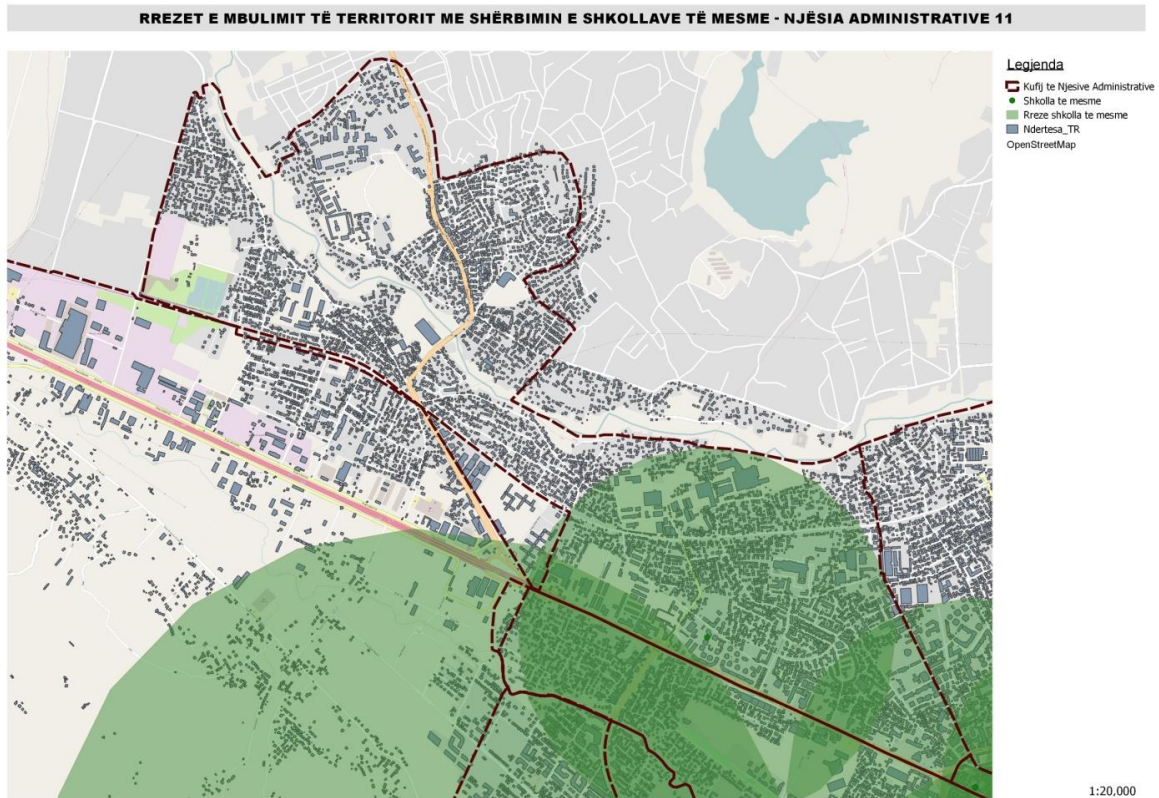 RRREZET E MBULIMIT TË TERRITORIT ME SHËRBIMIN E SHKOLLAVE TË MESME - NJËSIA ADMINISTRATIVE 11
Legjenda
Kufij te Njesive Administrative
Shkolla te mesme
Rreze shkolla te mesme
Ndertesa_TR
OpenStreetMap
1:20,000